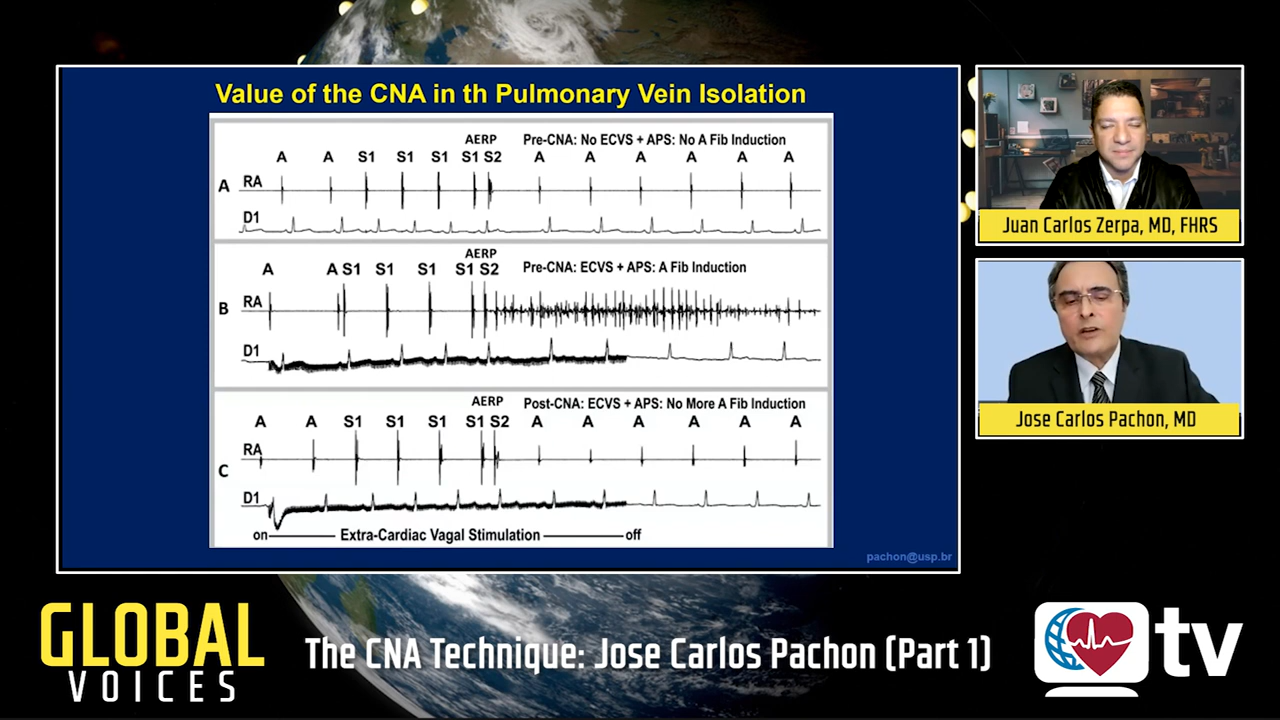 Value of the CNA in th Pulmonary Vein Isolation
AERP
Pre-CNA: No ECVS + APS: No A Fib Induction
A A S1 S1 S1 S1 S2 A A A A A A
RA
A
D1
AERP
A A S1 S1 S1 S1 S2
Pre-CNA: ECVS + APS: A Fib Induction
RA
B
D1
AERP
Post-CNA: ECVS + APS: No More A Fib Induction
A A S1 S1 S1 S1 S2 A A A A A A
RA
C
D1
on Extra-Cardiac Vagal Stimulation off
pachon@usp.br
Juan Carlos Zerpa, MD, FHRS
Jose Carlos Pachon, MD
GLOBAL
VOICES
The CNA Technique: Jose Carlos Pachon (Part 1)
tv